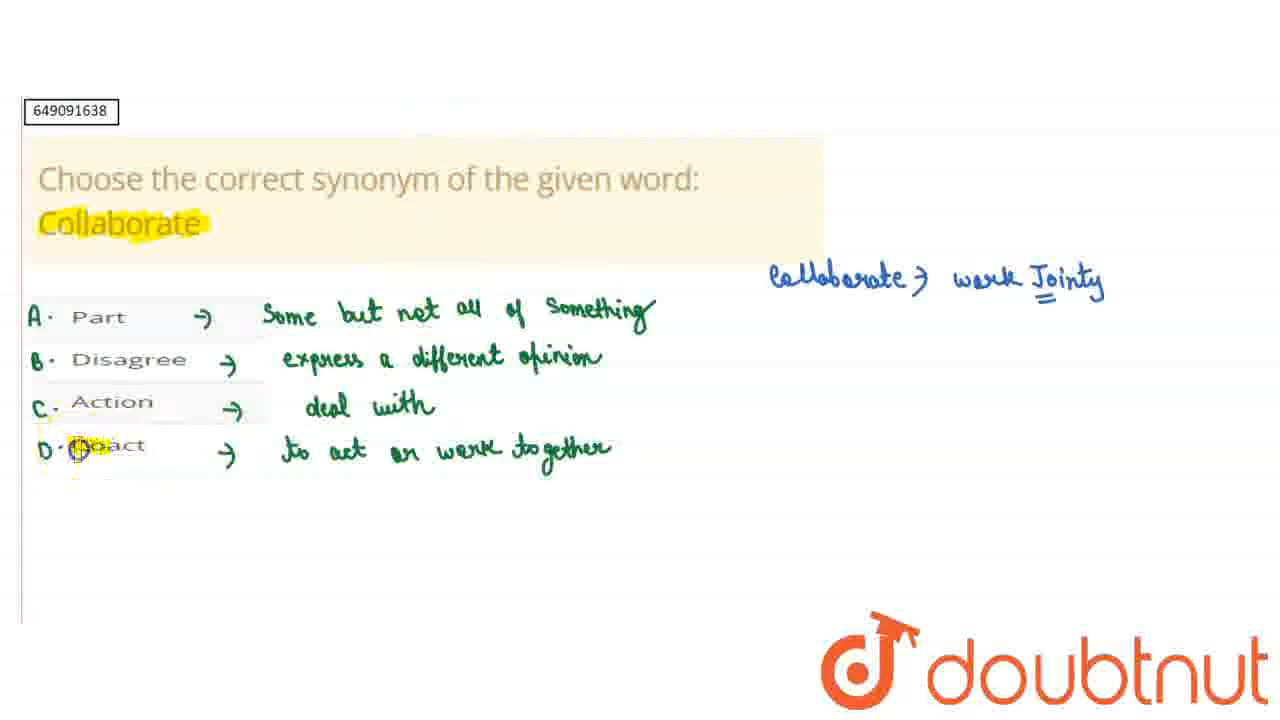 649091638
Choose the correct synonym of the given word:
Collaborate
Collaborate → work Jointy
A. Part → Some but not all of Something
B. Disagree → express a different opinion
C. Action → deal with
D. Coact → to act or work together
doubtnut